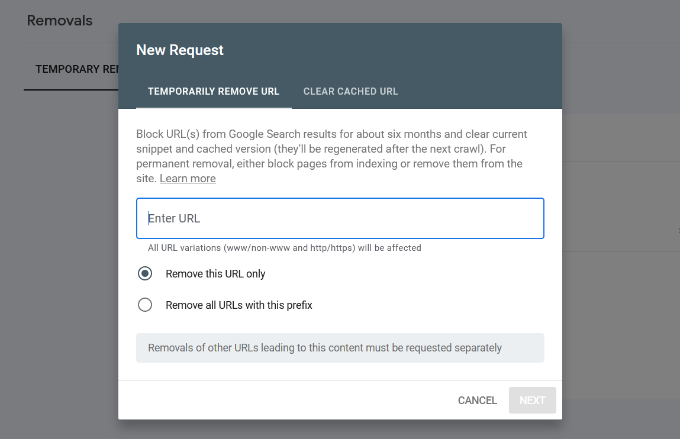 Removals
TEMPORARY RE
New Request
TEMPORARILY REMOVE URL
CLEAR CACHED URL
Block URL(s) from Google Search results for about six months and clear current
snippet and cached version (they'll be regenerated after the next crawl). For
permanent removal, either block pages from indexing or remove them from the
site. Learn more
Enter URL
All URL variations (www/non-www and http/https) will be affected
Remove this URL only
Remove all URLs with this prefix
Removals of other URLs leading to this content must be requested separately
CANCEL
NEXT